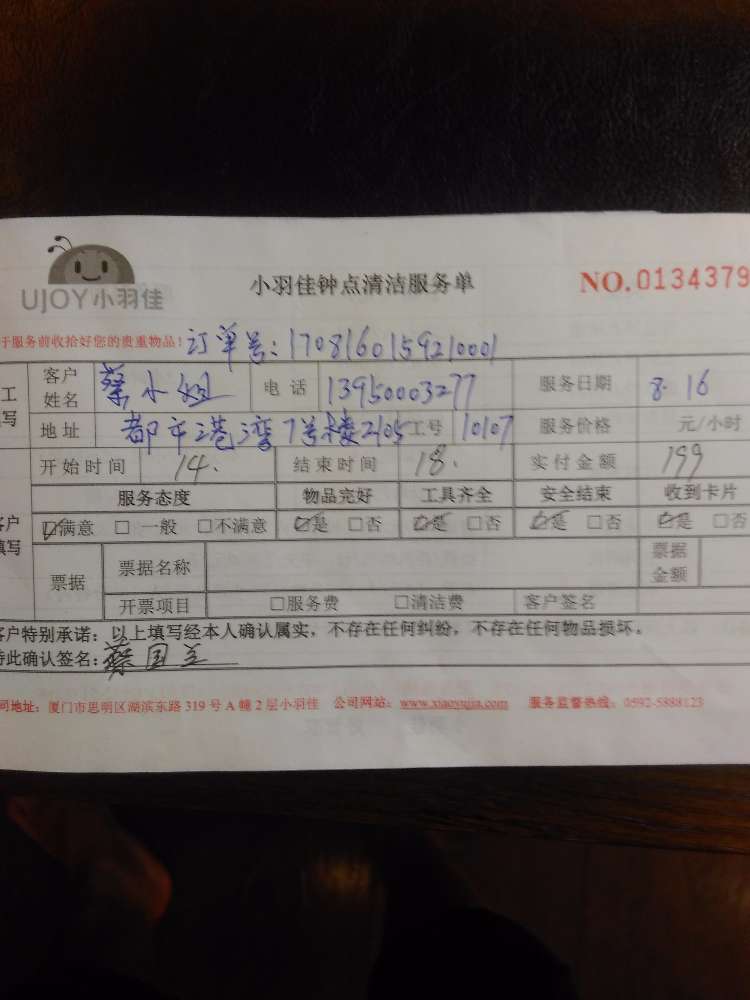 UJOY小羽佳
小羽佳钟点清洁服务单
NO.0134379
于服务前收拾好您的贵重物品! 订单号:1708160159210001
工 客户姓名 蔡小姐 电话 13950003277 服务日期 8.16
写 地址 都市港湾7号楼2105 工号 10107 服务价格 元/小时
开始时间 14. 结束时间 18. 实付金额 199
服务态度 物品完好 工具齐全 安全结束 收到卡片
客户填写 ☑满意 □一般 □不满意 ☑是 □否 ☑是 □否 ☑是 □否 ☑是 □否
票据 票据名称 票据金额
开票项目 □服务费 □清洁费 客户签名
客户特别承诺:以上填写经本人确认属实,不存在任何纠纷,不存在任何物品损坏。
特此确认签名:蔡国兰
司地址:厦门市思明区湖滨东路319号A幢2层小羽佳 公司网站:www.xiaoyujia.com 服务监督热线:0592-5888123